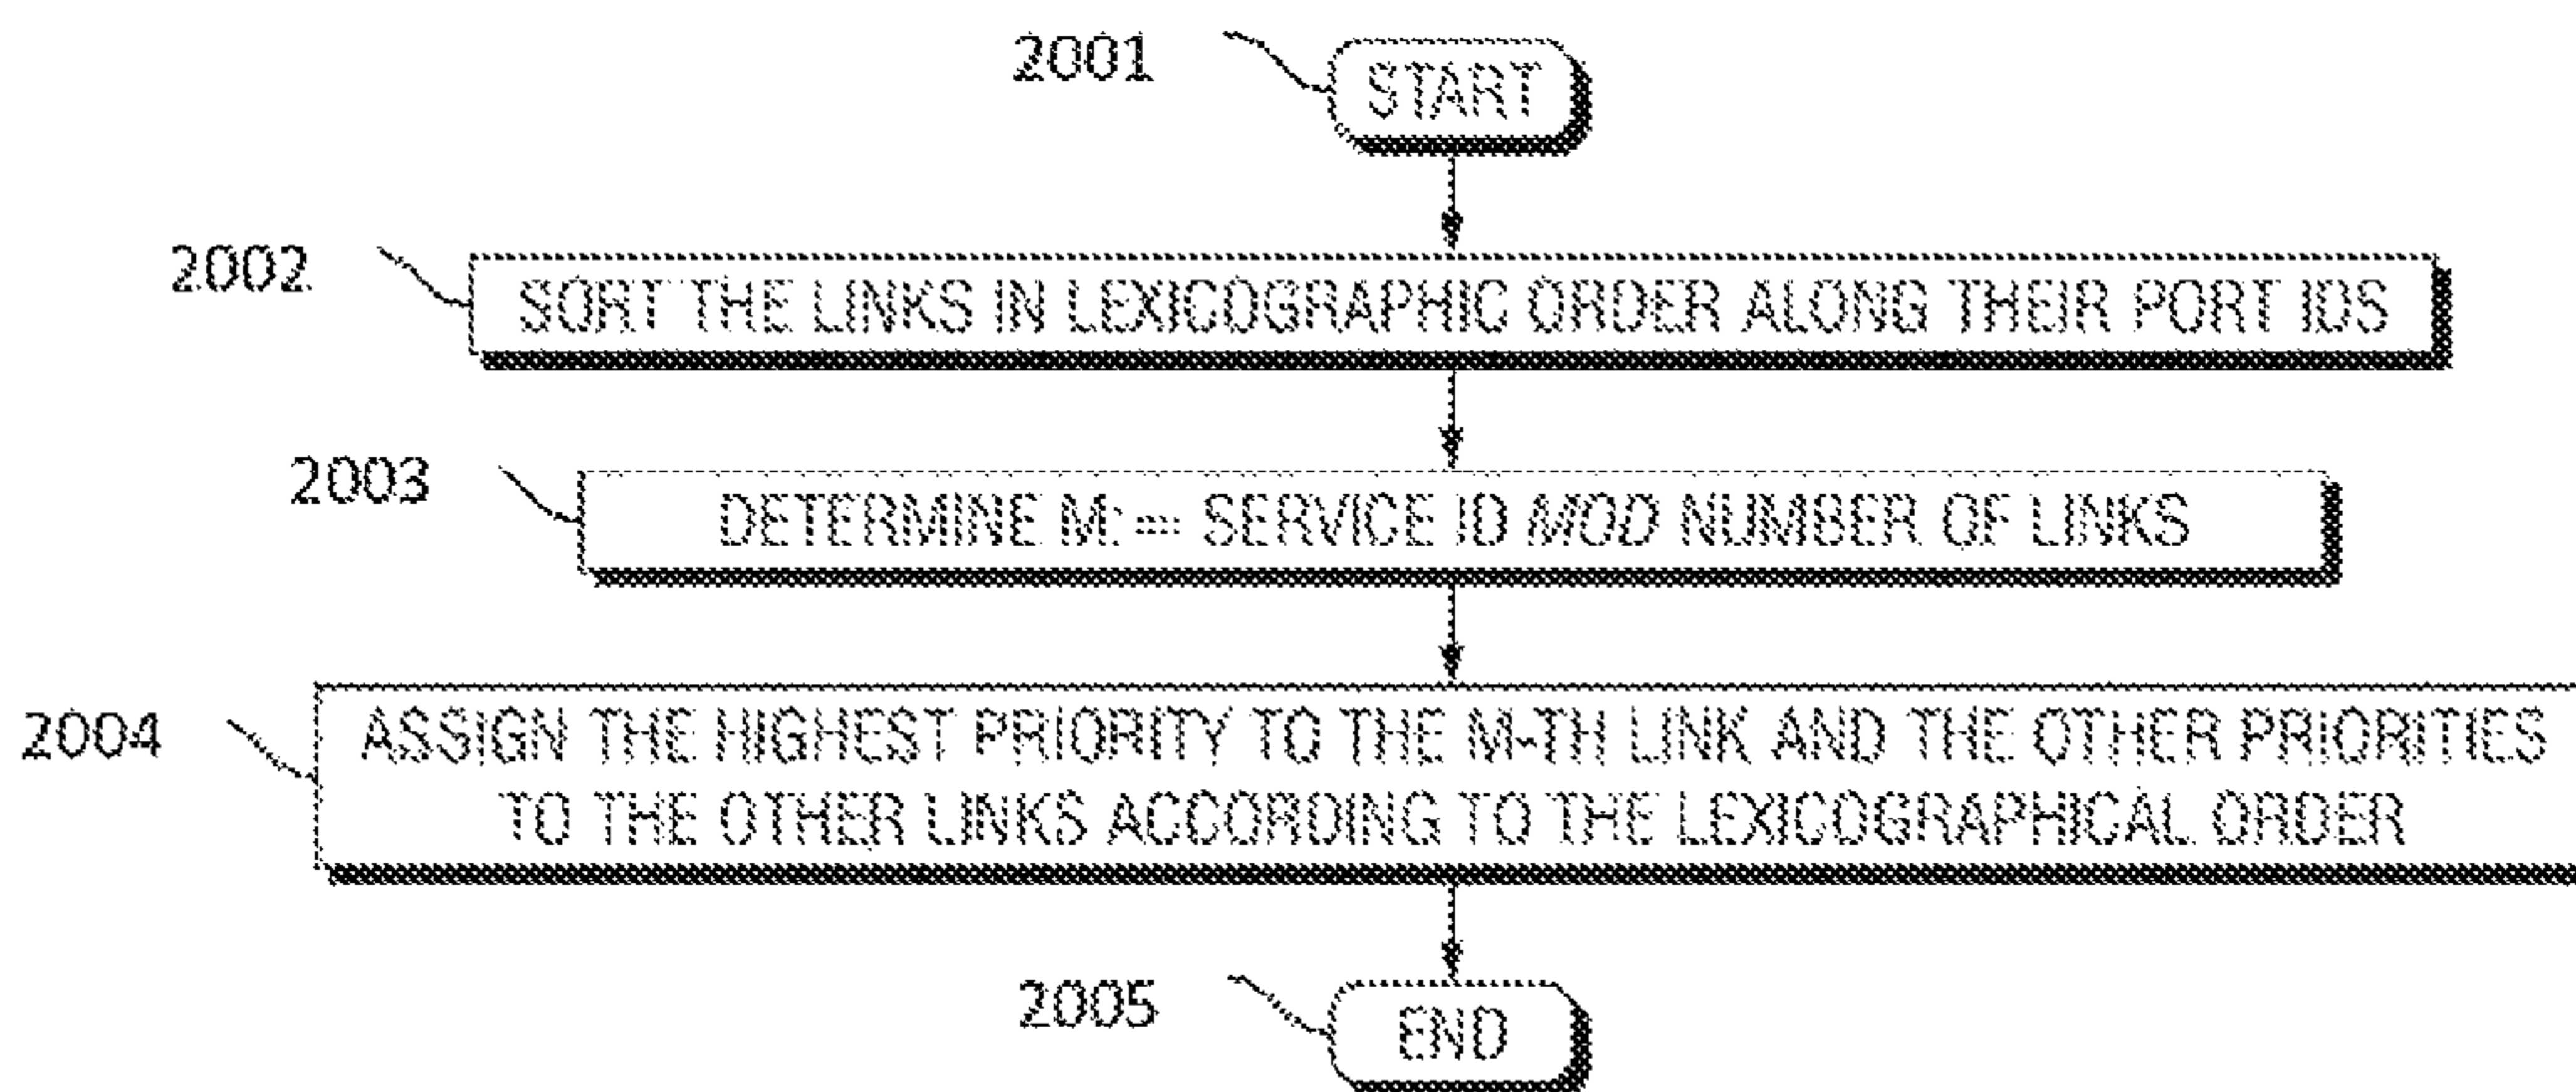 2001
START
2002
SORT THE LINKS IN LEXICOGRAPHIC ORDER ALONG THEIR PORT IDS
2003
DETERMINE M: = SERVICE ID MOD NUMBER OF LINKS
2004
ASSIGN THE HIGHEST PRIORITY TO THE M-TH LINK AND THE OTHER PRIORITIES
TO THE OTHER LINKS ACCORDING TO THE LEXICOGRAPHICAL ORDER
2005
END